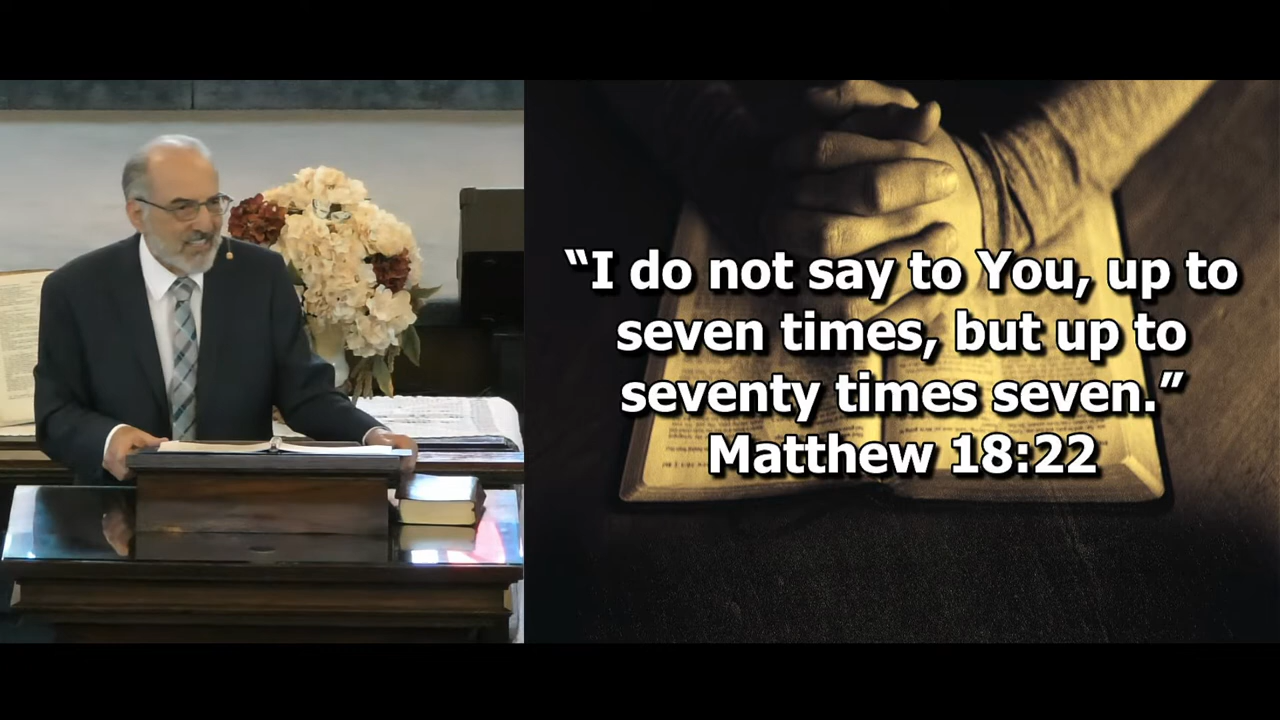 “I do not say to You, up to
seven times, but up to
seventy times seven.”
Matthew 18:22